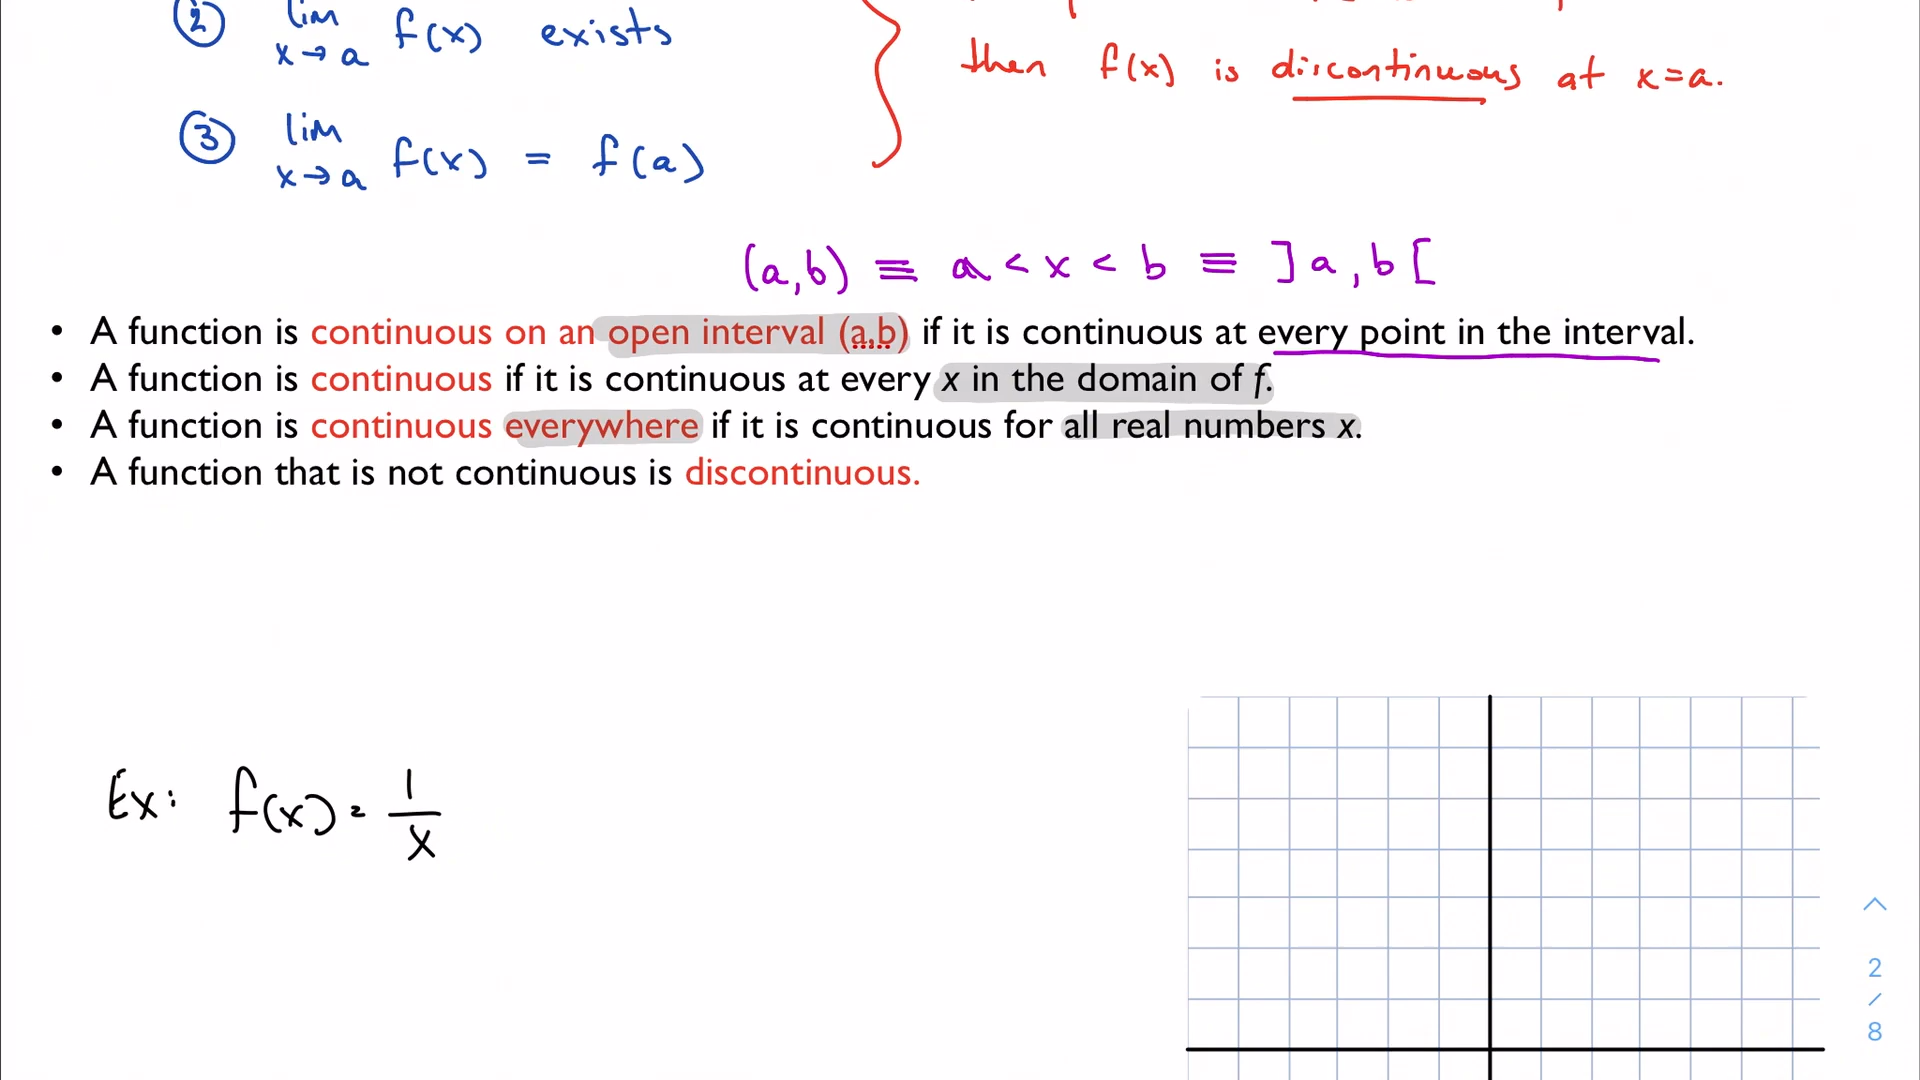 ② lim x→a f(x) exists
then f(x) is discontinuous at x=a.
③ lim x→a f(x) = f(a)
(a,b) ≡ a < x < b ≡ ]a,b[
• A function is continuous on an open interval (a,b) if it is continuous at every point in the interval.
• A function is continuous if it is continuous at every x in the domain of f.
• A function is continuous everywhere if it is continuous for all real numbers x.
• A function that is not continuous is discontinuous.
Ex: f(x) = 1/x
2
/
8